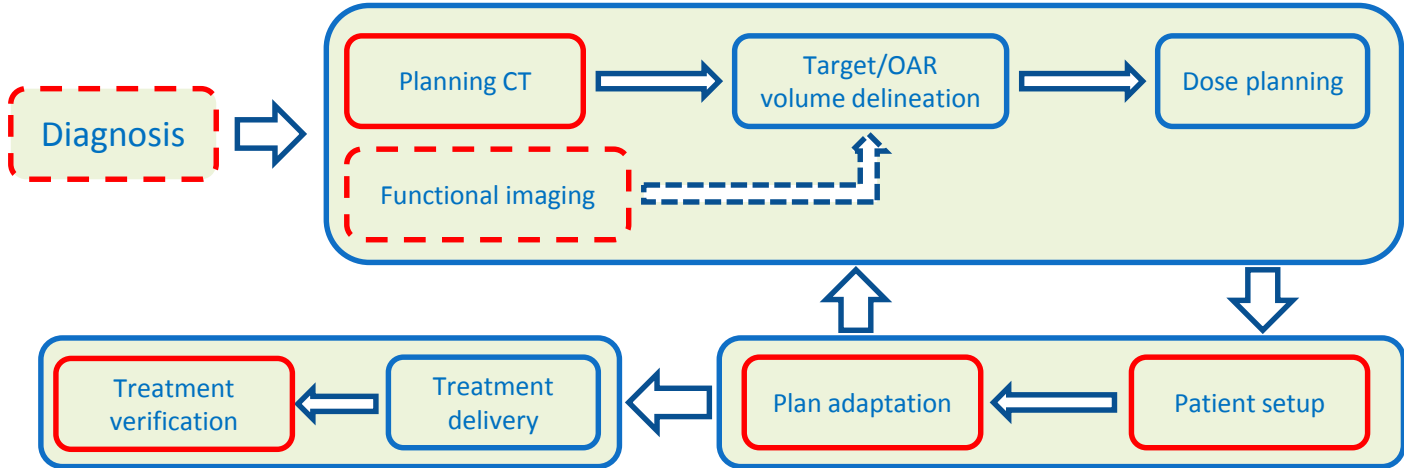 Planning CT
Target/OAR
volume delineation
Dose planning
Diagnosis
Functional imaging
Treatment
verification
Treatment
delivery
Plan adaptation
Patient setup